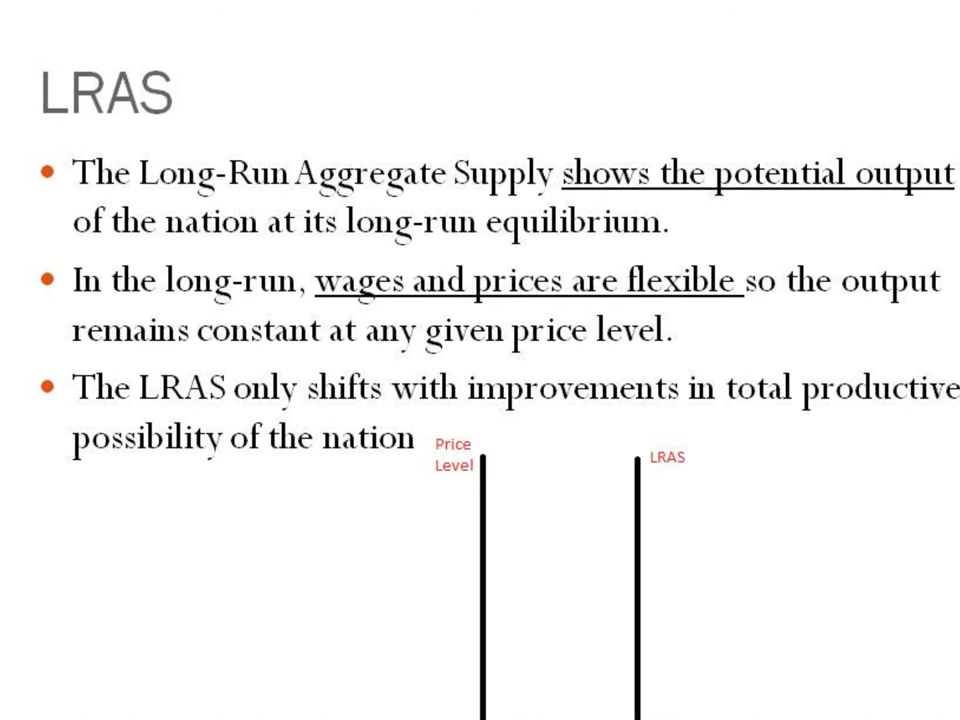 LRAS
• The Long-Run Aggregate Supply shows the potential output
of the nation at its long-run equilibrium.
• In the long-run, wages and prices are flexible so the output
remains constant at any given price level.
• The LRAS only shifts with improvements in total productive
possibility of the nation
Price
Level
LRAS